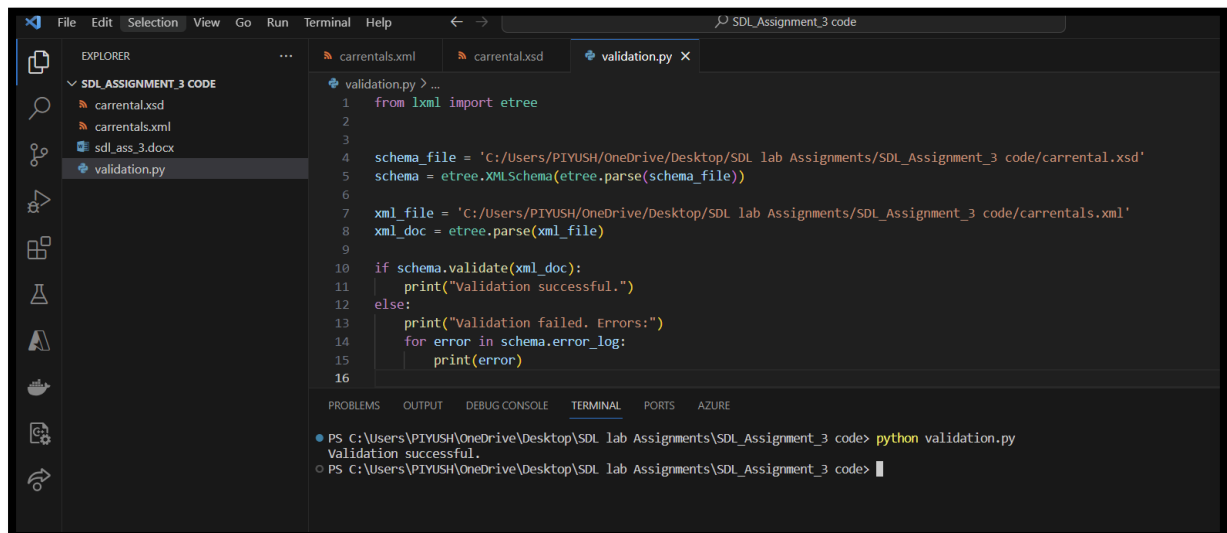 File Edit Selection View Go Run Terminal Help ← → SDL_Assignment_3 code
EXPLORER ...
SDL_ASSIGNMENT_3 CODE
carrental.xsd
carrentals.xml
sdl_ass_3.docx
validation.py
carrentals.xml carrental.xsd validation.py ×
validation.py > ...
1 from lxml import etree
2
3
4 schema_file = 'C:/Users/PIYUSH/OneDrive/Desktop/SDL lab Assignments/SDL_Assignment_3 code/carrental.xsd'
5 schema = etree.XMLSchema(etree.parse(schema_file))
6
7 xml_file = 'C:/Users/PIYUSH/OneDrive/Desktop/SDL lab Assignments/SDL_Assignment_3 code/carrentals.xml'
8 xml_doc = etree.parse(xml_file)
9
10 if schema.validate(xml_doc):
11     print("Validation successful.")
12 else:
13     print("Validation failed. Errors:")
14     for error in schema.error_log:
15         print(error)
16
PROBLEMS OUTPUT DEBUG CONSOLE TERMINAL PORTS AZURE
PS C:\Users\PIYUSH\OneDrive\Desktop\SDL lab Assignments\SDL_Assignment_3 code> python validation.py
Validation successful.
PS C:\Users\PIYUSH\OneDrive\Desktop\SDL lab Assignments\SDL_Assignment_3 code>